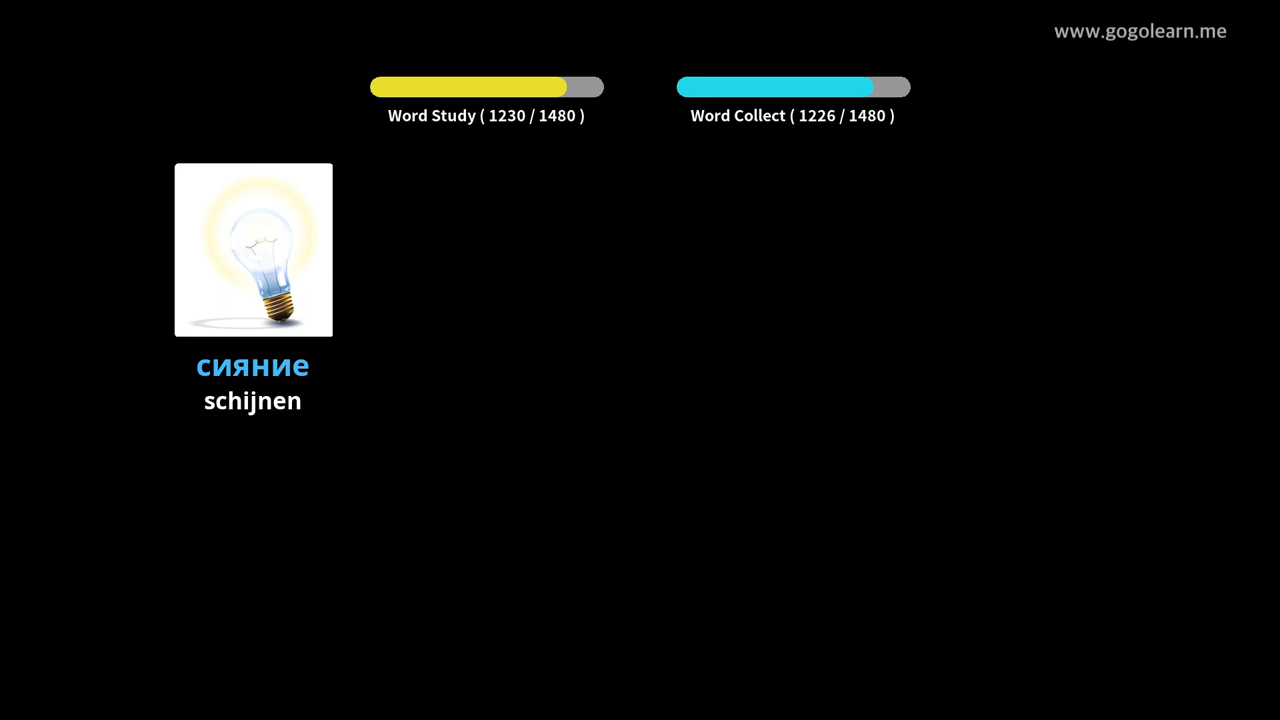 www.gogolearn.me
Word Study ( 1230 / 1480 )
Word Collect ( 1226 / 1480 )
сияние
schijnen